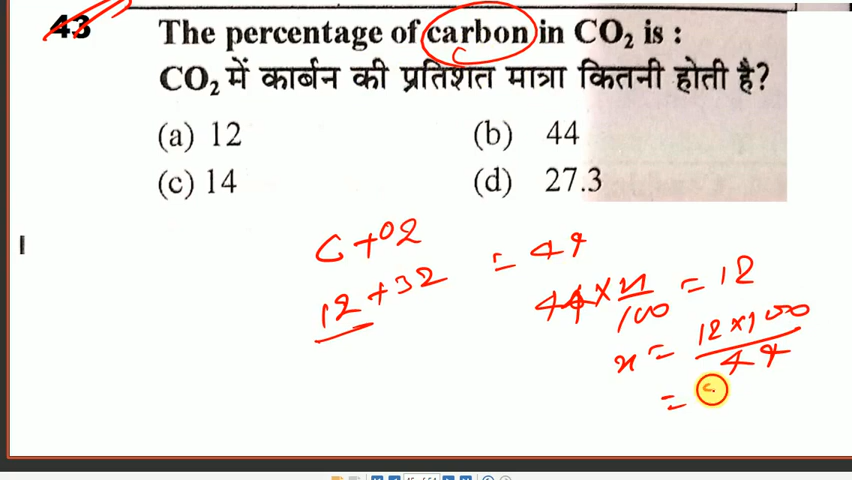 43 The percentage of carbon in CO₂ is :
C
CO₂ में कार्बन की प्रतिशत मात्रा कितनी होती है?
(a) 12 (b) 44
(c) 14 (d) 27.3
C + O2
12 + 32 = 44
44 × x/100 = 12
x = 12×100/44
=